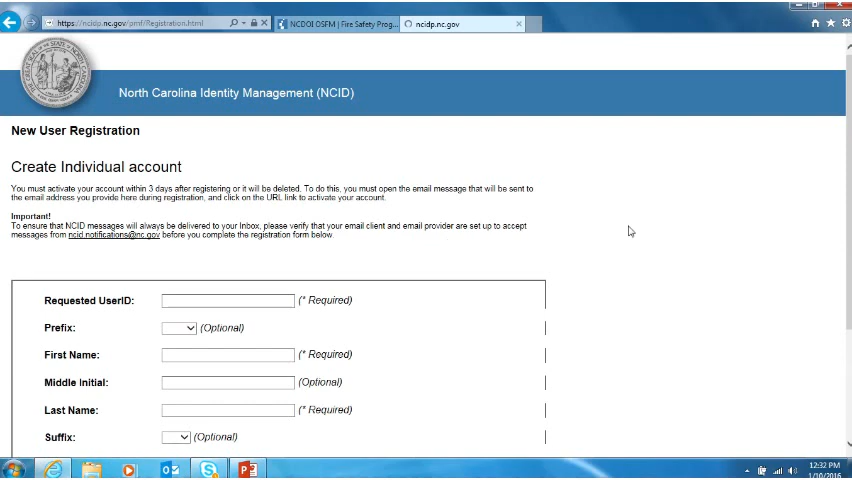 https://ncidp.nc.gov/pmf/Registration.html
NCDOI OSFM | Fire Safety Prog...
ncidp.nc.gov
North Carolina Identity Management (NCID)
New User Registration
Create Individual account
You must activate your account within 3 days after registering or it will be deleted. To do this, you must open the email message that will be sent to
the email address you provide here during registration, and click on the URL link to activate your account.
Important!
To ensure that NCID messages will always be delivered to your Inbox, please verify that your email client and email provider are set up to accept
messages from ncid.notifications@nc.gov before you complete the registration form below.
Requested UserID: (* Required)
Prefix: (Optional)
First Name: (* Required)
Middle Initial: (Optional)
Last Name: (* Required)
Suffix: (Optional)
12:32 PM
1/10/2016